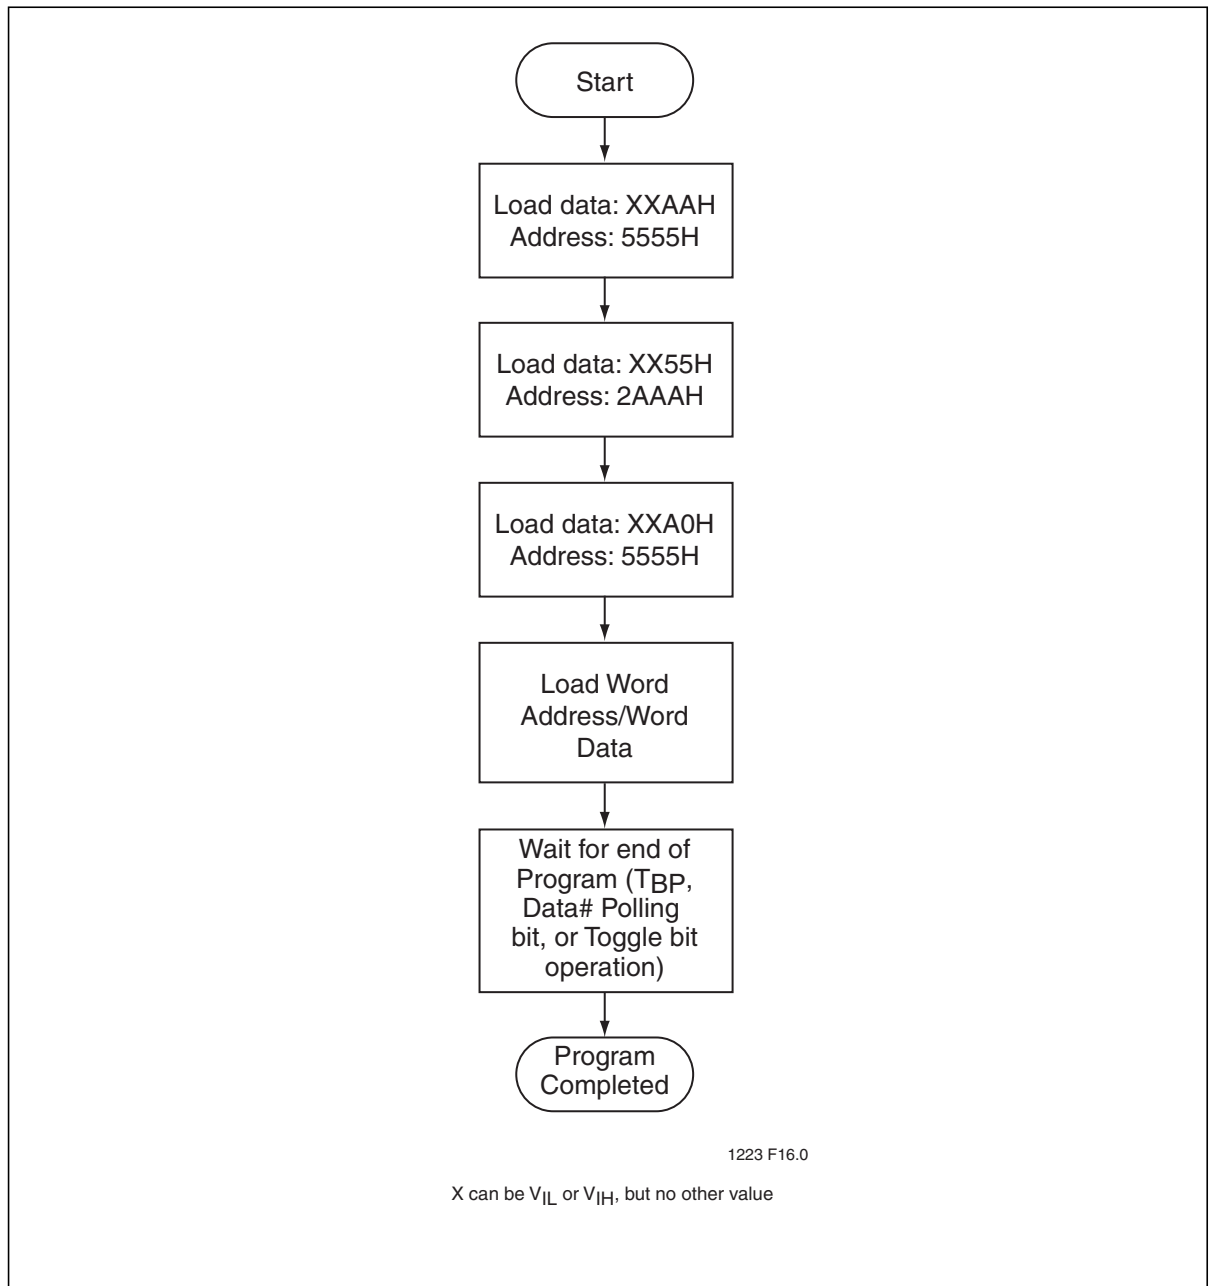 Start
Load data: XXAAH
Address: 5555H
Load data: XX55H
Address: 2AAAH
Load data: XXA0H
Address: 5555H
Load Word
Address/Word
Data
Wait for end of
Program (TBP,
Data# Polling
bit, or Toggle bit
operation)
Program
Completed
1223 F16.0
X can be VIL or VIH, but no other value